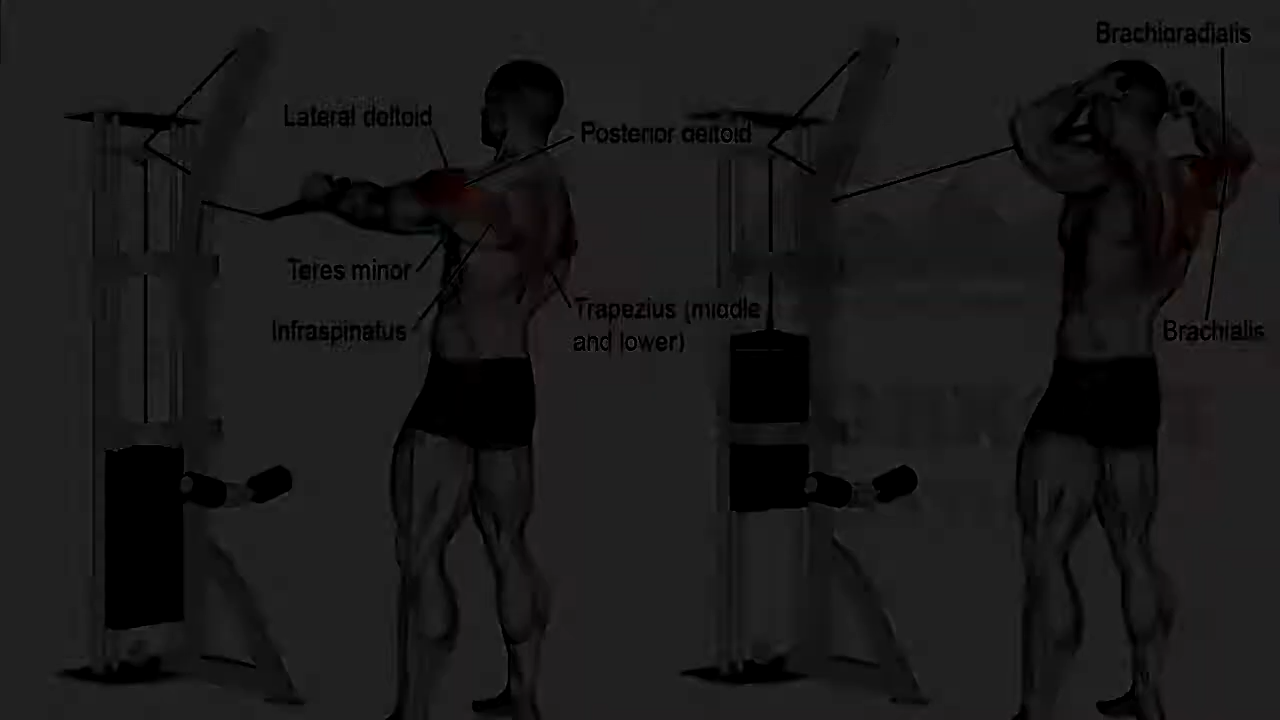 Brachioradialis
Lateral deltoid
Posterior deltoid
Teres minor
Infraspinatus
Trapezius (middle
and lower)
Brachialis